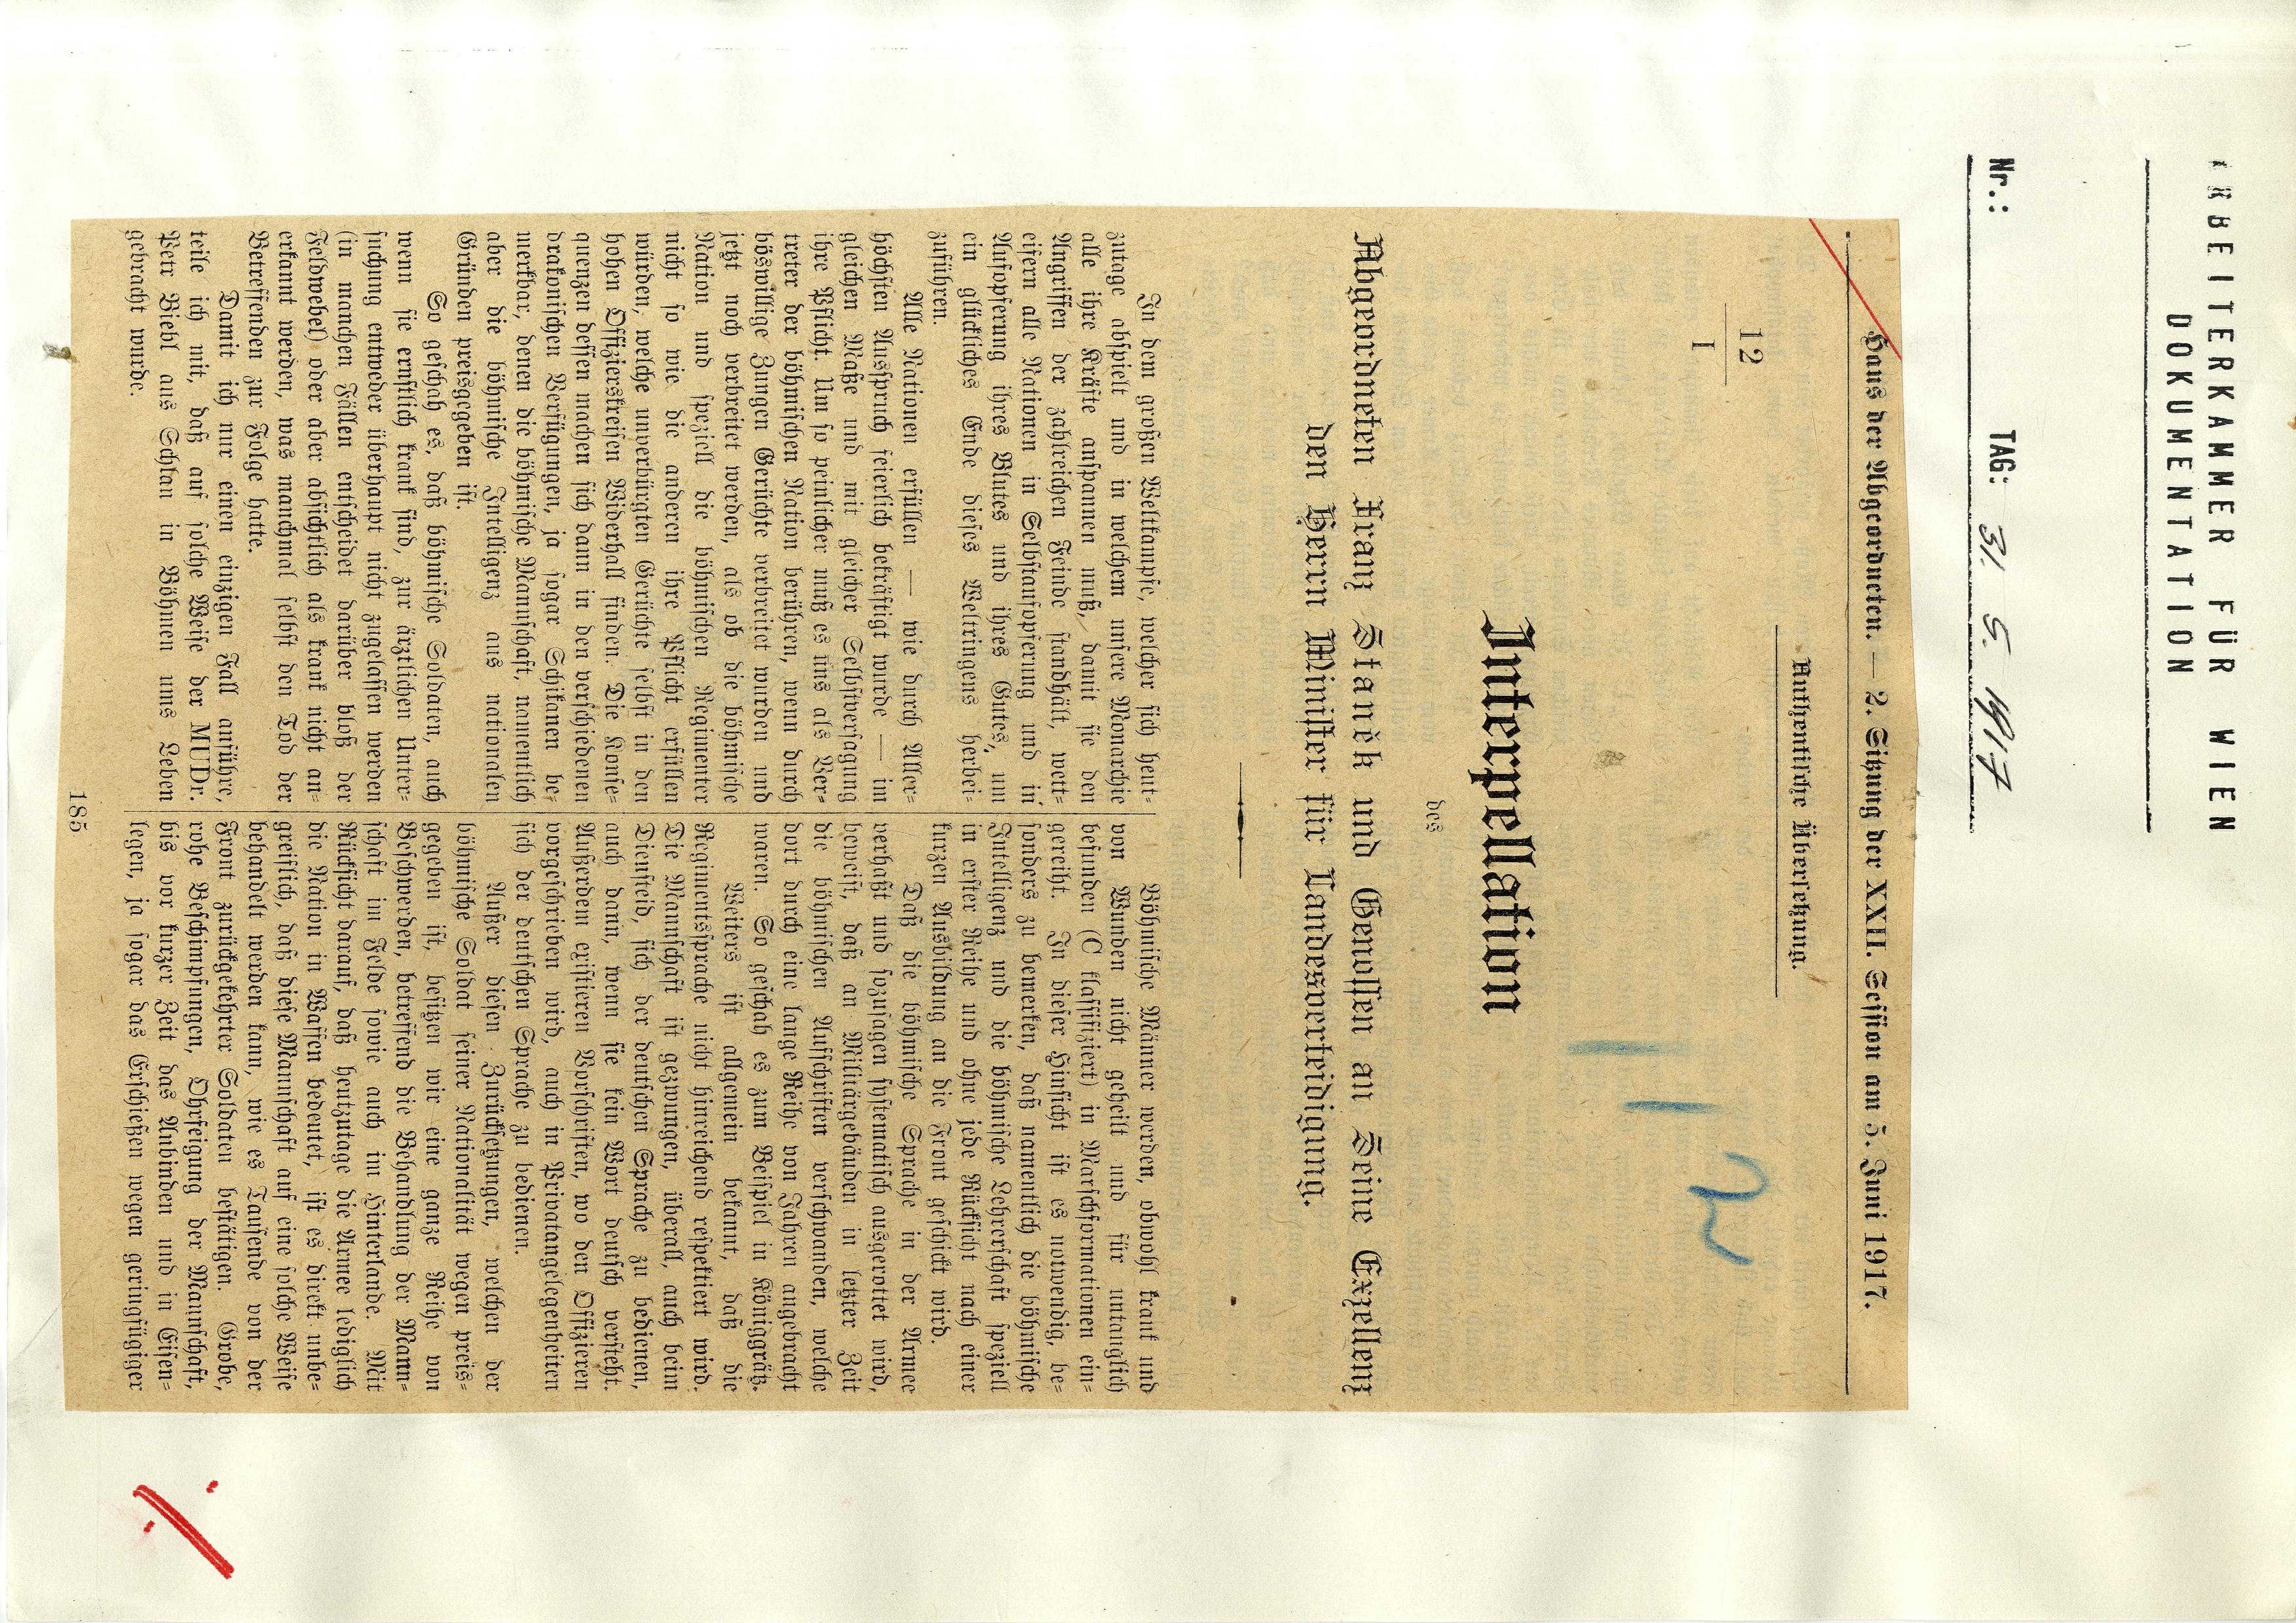 ARBEITERKAMMER FÜR WIEN
DOKUMENTATION
Nr.: TAG: 31. 5. 1917
Haus der Abgeordneten. — 2. Sitzung der XXII. Session am 5. Juni 1917.
Authentische Übersetzung.
12
I
2
Interpellation
des
Abgeordneten Franz Staněk und Genossen an Seine Exzellenz
den Herrn Minister für Landesverteidigung.
In dem großen Weltkampfe, welcher sich heut-
zutage abspielt und in welchem unsere Monarchie
alle ihre Kräfte anspannen muß, damit sie den
Angriffen der zahlreichen Feinde standhält, wett-
eifern alle Nationen in Selbstaufopferung und in
Aufopferung ihres Blutes und ihres Gutes, um
ein glückliches Ende dieses Weltringens herbei-
zuführen.
Alle Nationen erfüllen — wie durch Aller-
höchsten Ausspruch feierlich bekräftigt wurde — im
gleichen Maße und mit gleicher Selbstversagung
ihre Pflicht. Um so peinlicher muß es uns als Ver-
treter der böhmischen Nation berühren, wenn durch
böswillige Zungen Gerüchte verbreitet wurden und
jetzt noch verbreitet werden, als ob die böhmische
Nation und speziell die böhmischen Regimenter
nicht so wie die anderen ihre Pflicht erfüllen
würden, welche unverbürgten Gerüchte selbst in den
hohen Offizierskreisen Widerhall finden. Die Konse-
quenzen dessen machen sich dann in den verschiedenen
drakonischen Verfügungen, ja sogar Schikanen be-
merkbar, denen die böhmische Mannschaft, namentlich
aber die böhmische Intelligenz aus nationalen
Gründen preisgegeben ist.
So geschah es, daß böhmische Soldaten, auch
wenn sie ernstlich krank sind, zur ärztlichen Unter-
suchung entweder überhaupt nicht zugelassen werden
(in manchen Fällen entscheidet darüber bloß der
Feldwebel) oder aber absichtlich als krank nicht an-
erkannt werden, was manchmal selbst den Tod der
Betreffenden zur Folge hatte.
Damit ich nur einen einzigen Fall anführe,
teile ich mit, daß auf solche Weise der MUDr.
Petr Biebl aus Schlan in Böhmen ums Leben
gebracht wurde.
Böhmische Männer werden, obwohl krank und
von Wunden nicht geheilt und für untauglich
befunden (C klassifiziert) in Marschformationen ein-
gereiht. In dieser Hinsicht ist es notwendig, be-
sonders zu bemerken, daß namentlich die böhmische
Intelligenz und die böhmische Lehrerschaft speziell
in erster Reihe und ohne jede Rücksicht nach einer
kurzen Ausbildung an die Front geschickt wird.
Daß die böhmische Sprache in der Armee
verhaßt und sozusagen systematisch ausgerottet wird,
beweist, daß an Militärgebäuden in letzter Zeit
die böhmischen Aufschriften verschwanden, welche
dort durch eine lange Reihe von Jahren angebracht
waren. So geschah es zum Beispiel in Königgrätz.
Weiters ist allgemein bekannt, daß die
Regimentssprache nicht hinreichend respektiert wird.
Die Mannschaft ist gezwungen, überall, auch beim
Diensteid, sich der deutschen Sprache zu bedienen,
auch dann, wenn sie kein Wort deutsch versteht.
Außerdem existieren Vorschriften, wo den Offizieren
vorgeschrieben wird, auch in Privatangelegenheiten
sich der deutschen Sprache zu bedienen.
Außer diesen Zurücksetzungen, welchen der
böhmische Soldat seiner Nationalität wegen preis-
gegeben ist, besitzen wir eine ganze Reihe von
Beschwerden, betreffend die Behandlung der Mann-
schaft im Felde sowie auch im Hinterlande. Mit
Rücksicht darauf, daß heutzutage die Armee lediglich
die Nation in Waffen bedeutet, ist es direkt unbe-
greiflich, daß diese Mannschaft auf eine solche Weise
behandelt werden kann, wie es Tausende von der
Front zurückgekehrter Soldaten bestätigen. Grobe,
rohe Beschimpfungen, Ohrfeigung der Mannschaft,
bis vor kurzer Zeit das Anbinden und in Eisen-
legen, ja sogar das Erschießen wegen geringfügiger
185